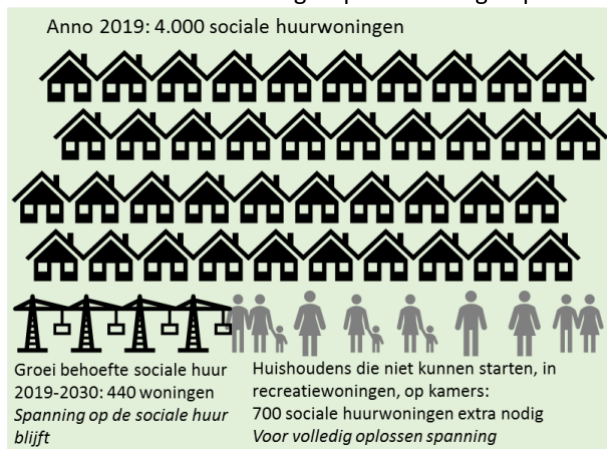 Anno 2019: 4.000 sociale huurwoningen
Groei behoefte sociale huur
2019-2030: 440 woningen
Spanning op de sociale huur
blijft
Huishoudens die niet kunnen starten, in
recreatiewoningen, op kamers:
700 sociale huurwoningen extra nodig
Voor volledig oplossen spanning